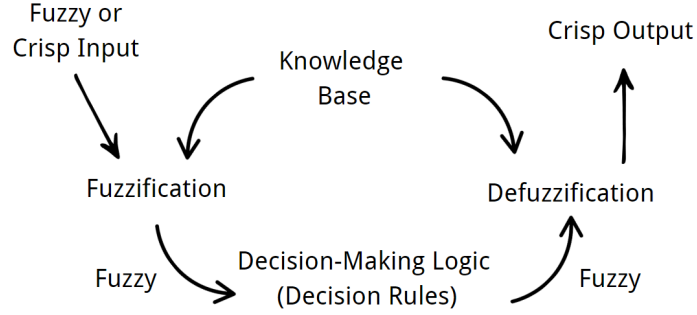 Fuzzy or
Crisp Input
Knowledge
Base
Crisp Output
Fuzzification
Defuzzification
Fuzzy
Decision-Making Logic
(Decision Rules)
Fuzzy